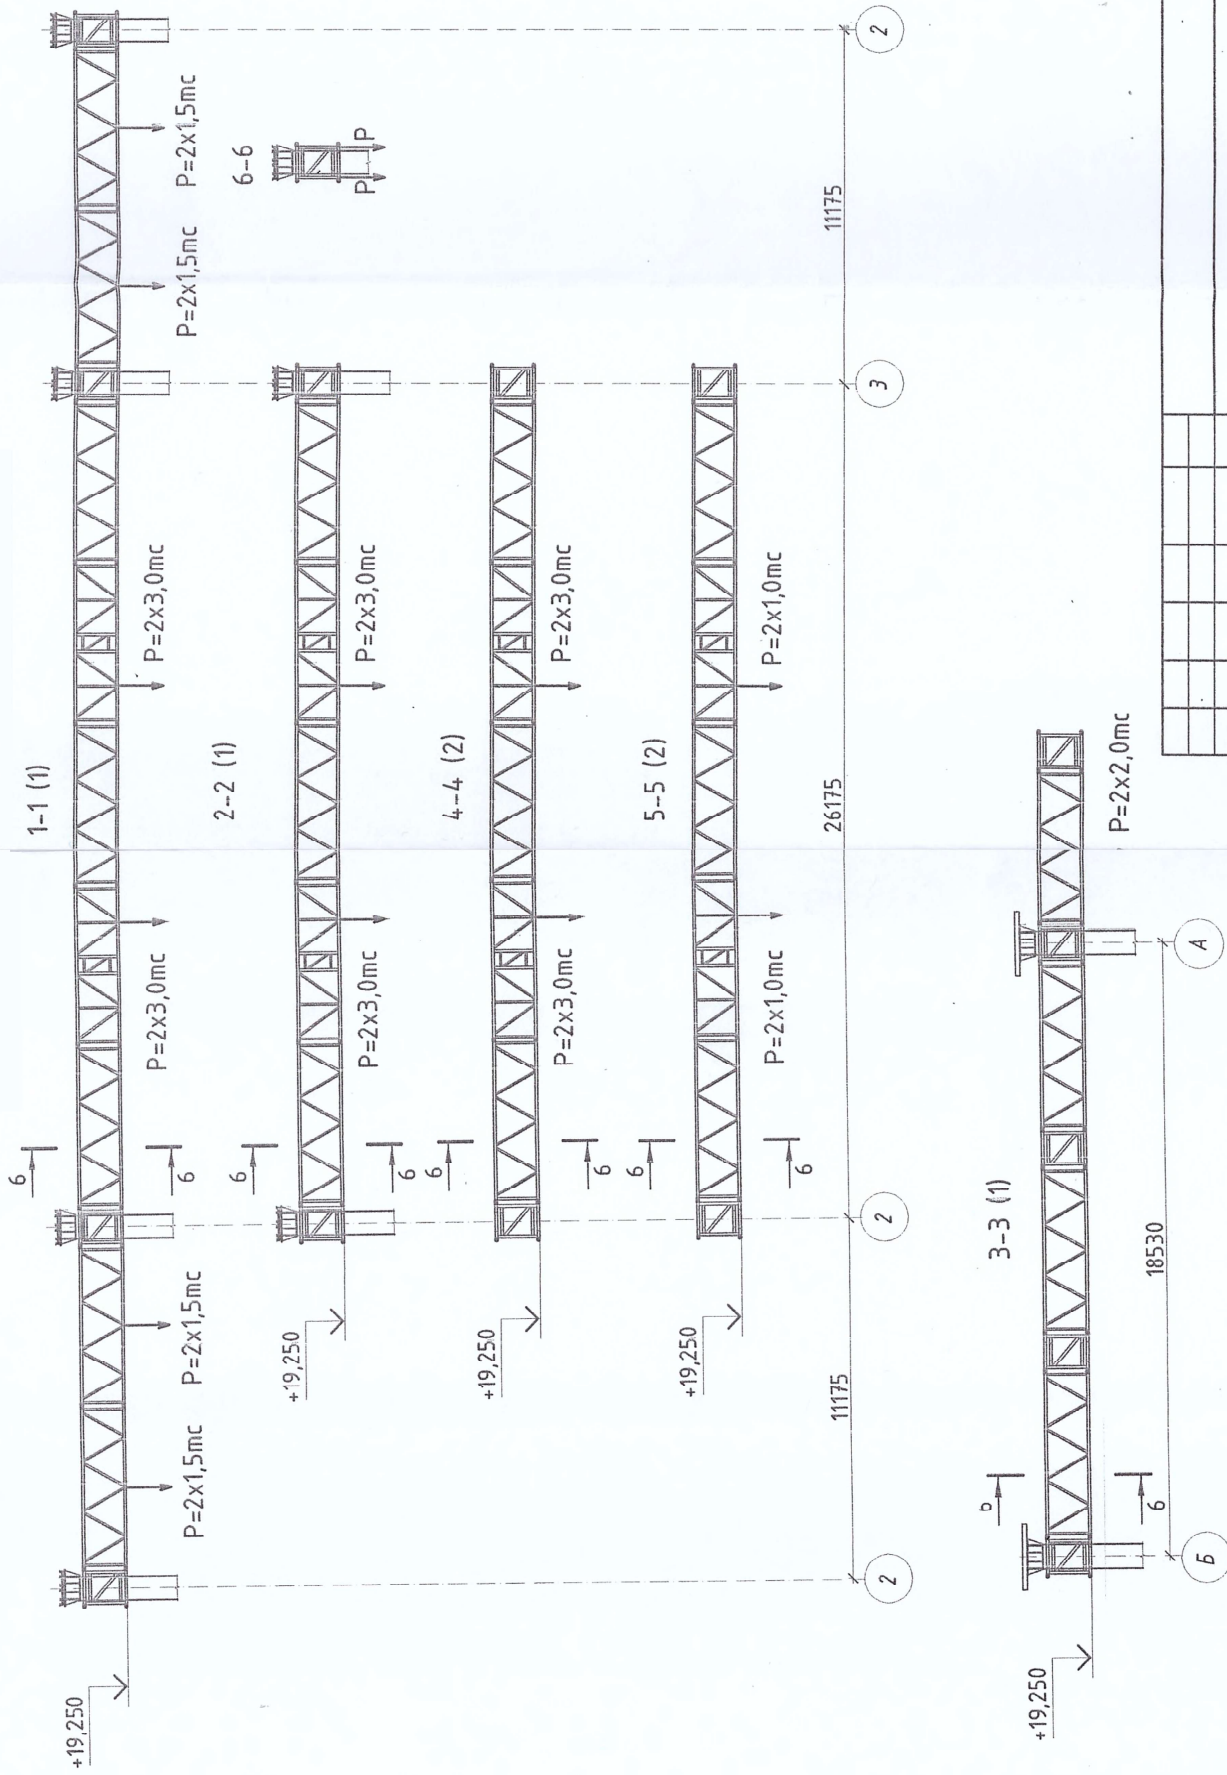 1-1 (1)
6
6
+19,250
P=2x1,5тс
P=2x1,5тс
P=2x3,0тс
P=2x3,0тс
P=2x1,5тс
P=2x1,5тс
2-2 (1)
6-6
P
P
6
6
+19,250
P=2x3,0тс
P=2x3,0тс
4-4 (2)
6
6
+19,250
P=2x3,0тс
P=2x3,0тс
5-5 (2)
6
6
+19,250
P=2x1,0тс
P=2x1,0тс
11175
26175
11175
2
2
3
2
3-3 (1)
6
6
+19,250
P=2x2,0тс
18530
Б
А